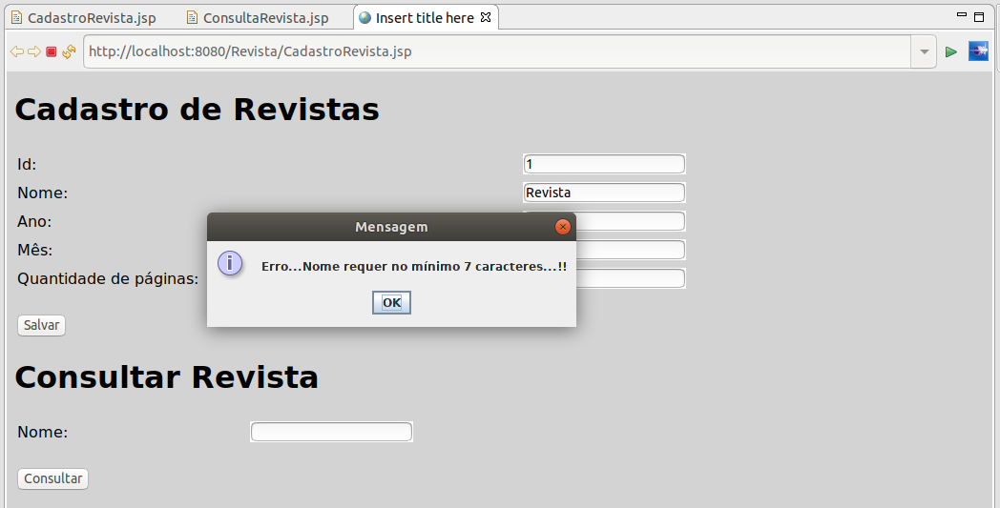 CadastroRevista.jsp ConsultaRevista.jsp Insert title here
http://localhost:8080/Revista/CadastroRevista.jsp
Cadastro de Revistas
Id: 1
Nome: Revista
Ano:
Mês:
Quantidade de páginas:
Mensagem
Erro...Nome requer no mínimo 7 caracteres...!!
OK
Salvar
Consultar Revista
Nome:
Consultar